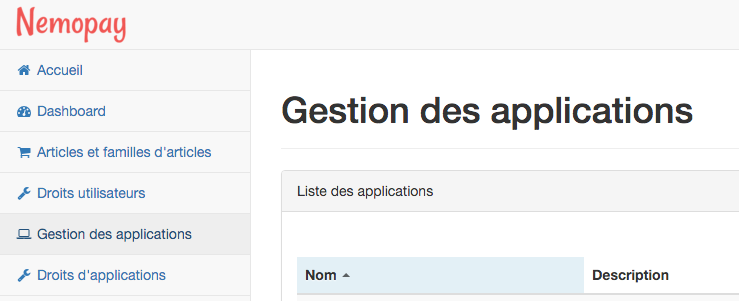 Nemopay
Accueil
Dashboard
Articles et familles d'articles
Droits utilisateurs
Gestion des applications
Droits d'applications
Gestion des applications
Liste des applications
Nom
Description